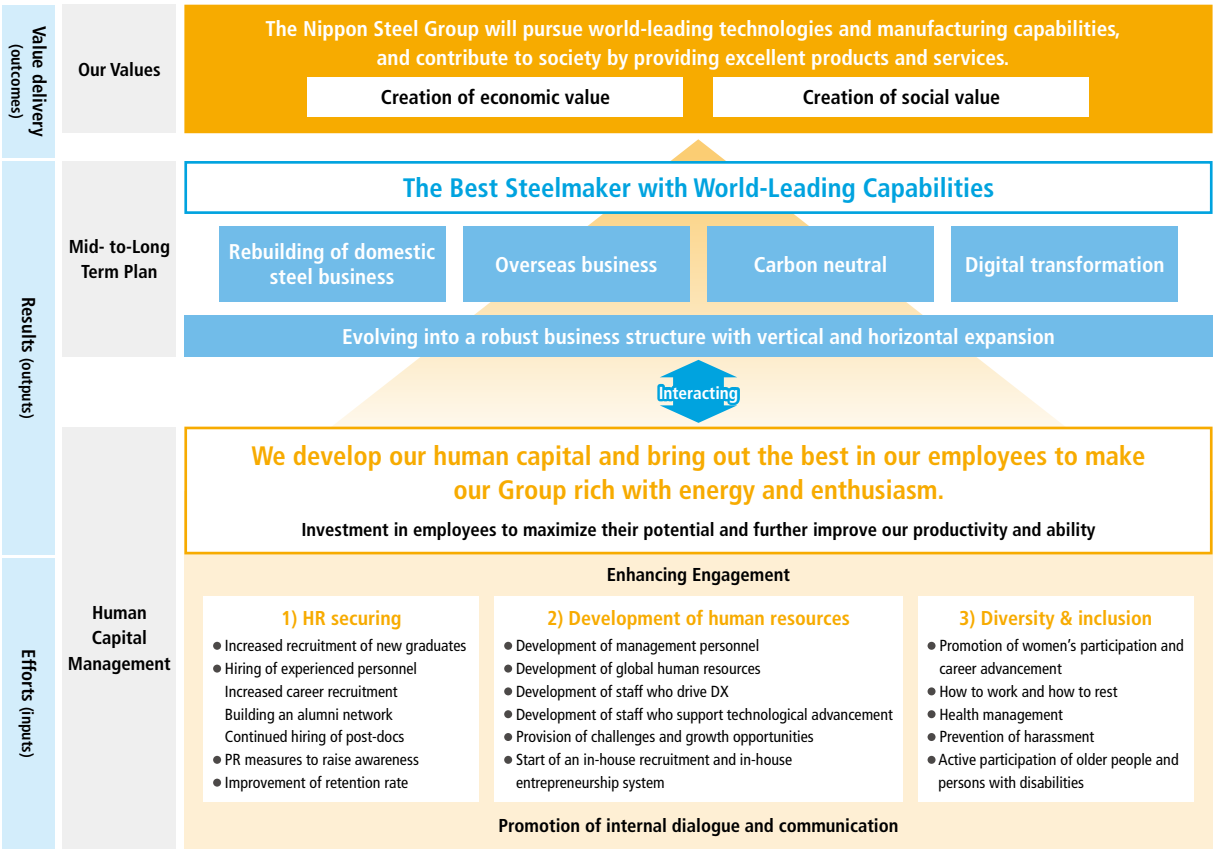 Value delivery
(outcomes)
Our Values
The Nippon Steel Group will pursue world-leading technologies and manufacturing capabilities,
and contribute to society by providing excellent products and services.
Creation of economic value
Creation of social value
Results (outputs)
Mid- to-Long
Term Plan
The Best Steelmaker with World-Leading Capabilities
Rebuilding of domestic
steel business
Overseas business
Carbon neutral
Digital transformation
Evolving into a robust business structure with vertical and horizontal expansion
Interacting
Human
Capital
Management
We develop our human capital and bring out the best in our employees to make
our Group rich with energy and enthusiasm.
Investment in employees to maximize their potential and further improve our productivity and ability
Efforts (inputs)
Enhancing Engagement
1) HR securing
● Increased recruitment of new graduates
● Hiring of experienced personnel
Increased career recruitment
Building an alumni network
Continued hiring of post-docs
● PR measures to raise awareness
● Improvement of retention rate
2) Development of human resources
● Development of management personnel
● Development of global human resources
● Development of staff who drive DX
● Development of staff who support technological advancement
● Provision of challenges and growth opportunities
● Start of an in-house recruitment and in-house
entrepreneurship system
3) Diversity & inclusion
● Promotion of women's participation and
career advancement
● How to work and how to rest
● Health management
● Prevention of harassment
● Active participation of older people and
persons with disabilities
Promotion of internal dialogue and communication